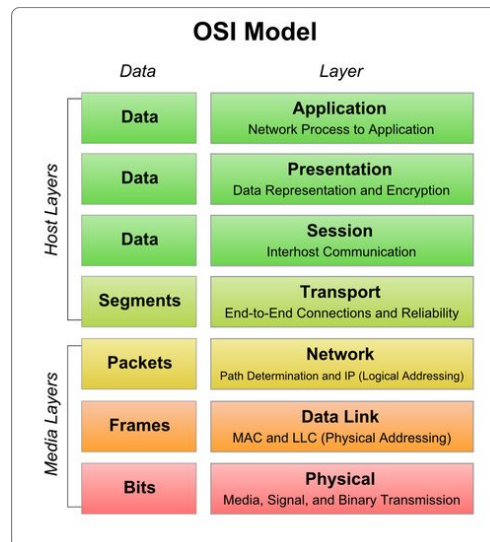 OSI Model
Data Layer
Host Layers
Data
Application
Network Process to Application
Data
Presentation
Data Representation and Encryption
Data
Session
Interhost Communication
Segments
Transport
End-to-End Connections and Reliability
Media Layers
Packets
Network
Path Determination and IP (Logical Addressing)
Frames
Data Link
MAC and LLC (Physical Addressing)
Bits
Physical
Media, Signal, and Binary Transmission